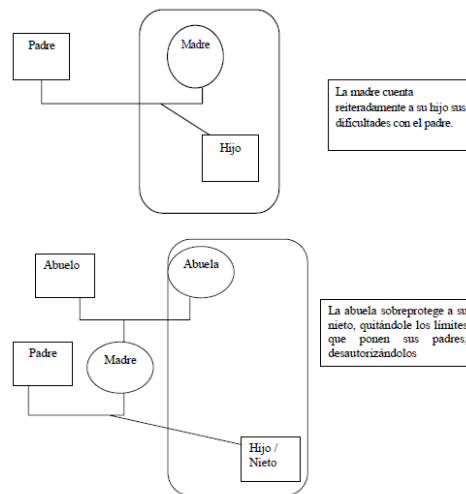 Padre
Madre
Hijo
La madre cuenta
reiteradamente a su hijo sus
dificultades con el padre.
Abuelo
Abuela
Padre
Madre
Hijo /
Nieto
La abuela sobreprotege a su
nieto, quitándole los límites
que ponen sus padres,
desautorizándolos